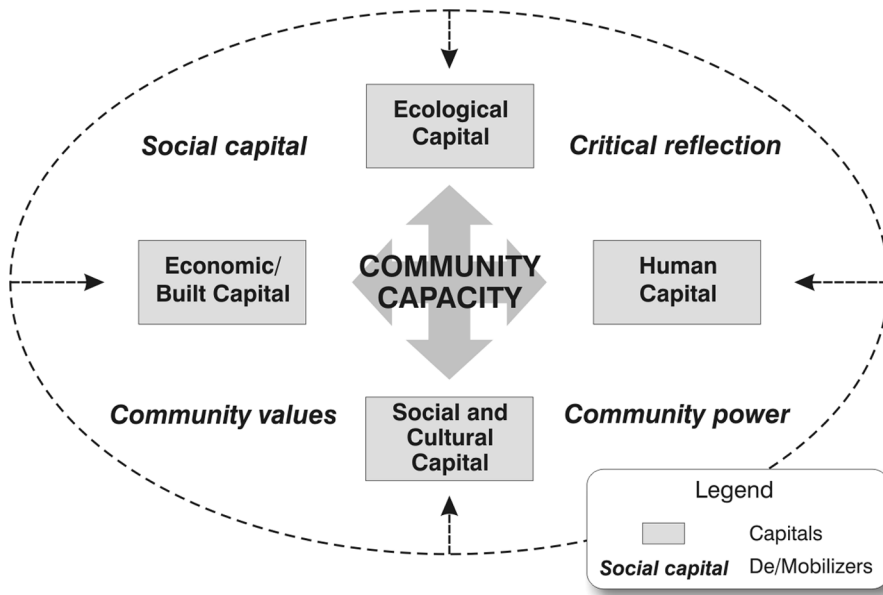 Ecological
Capital
Social capital
Critical reflection
Economic/
Built Capital
COMMUNITY
CAPACITY
Human
Capital
Community values
Social and
Cultural
Capital
Community power
Legend
Capitals
Social capital De/Mobilizers